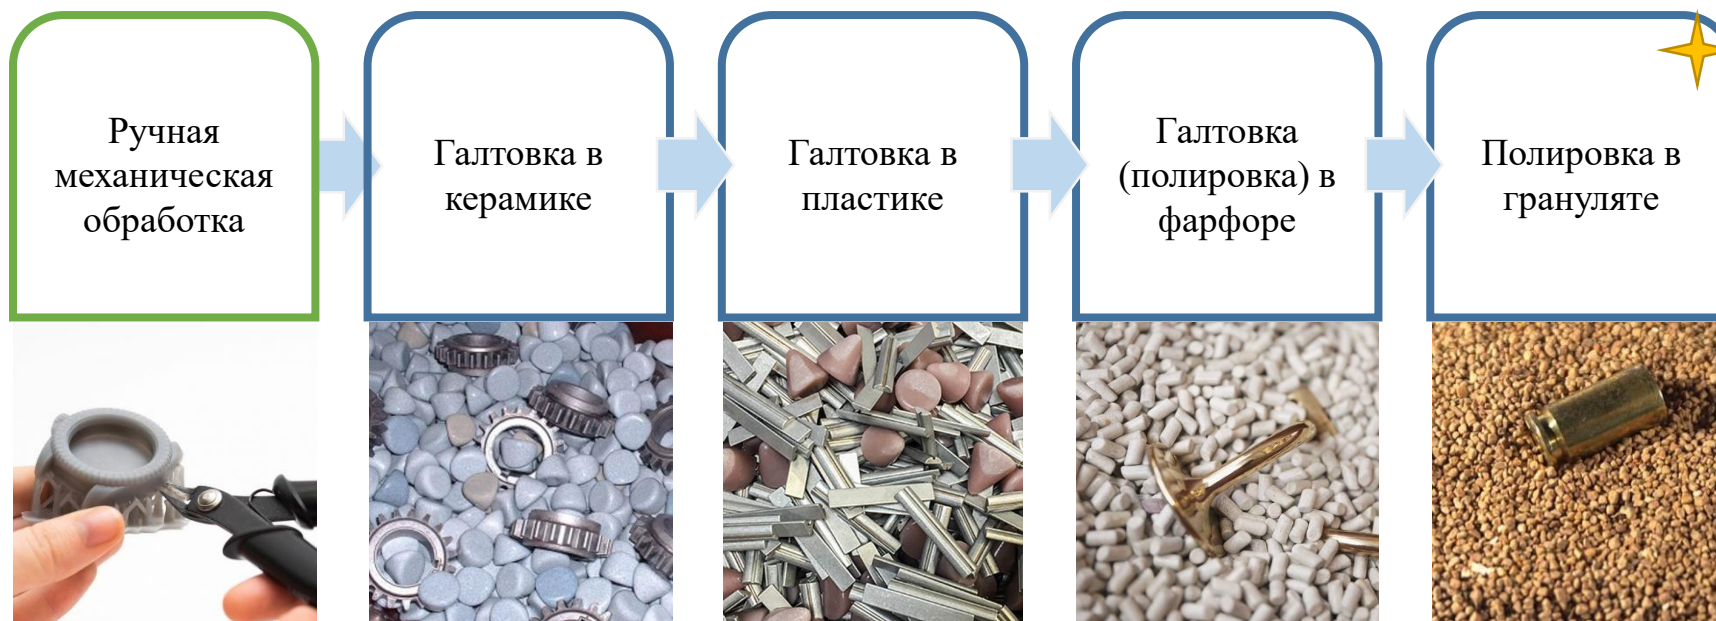 Ручная
механическая
обработка
Галтовка в
керамике
Галтовка в
пластике
Галтовка
(полировка) в
фарфоре
Полировка в
грануляте